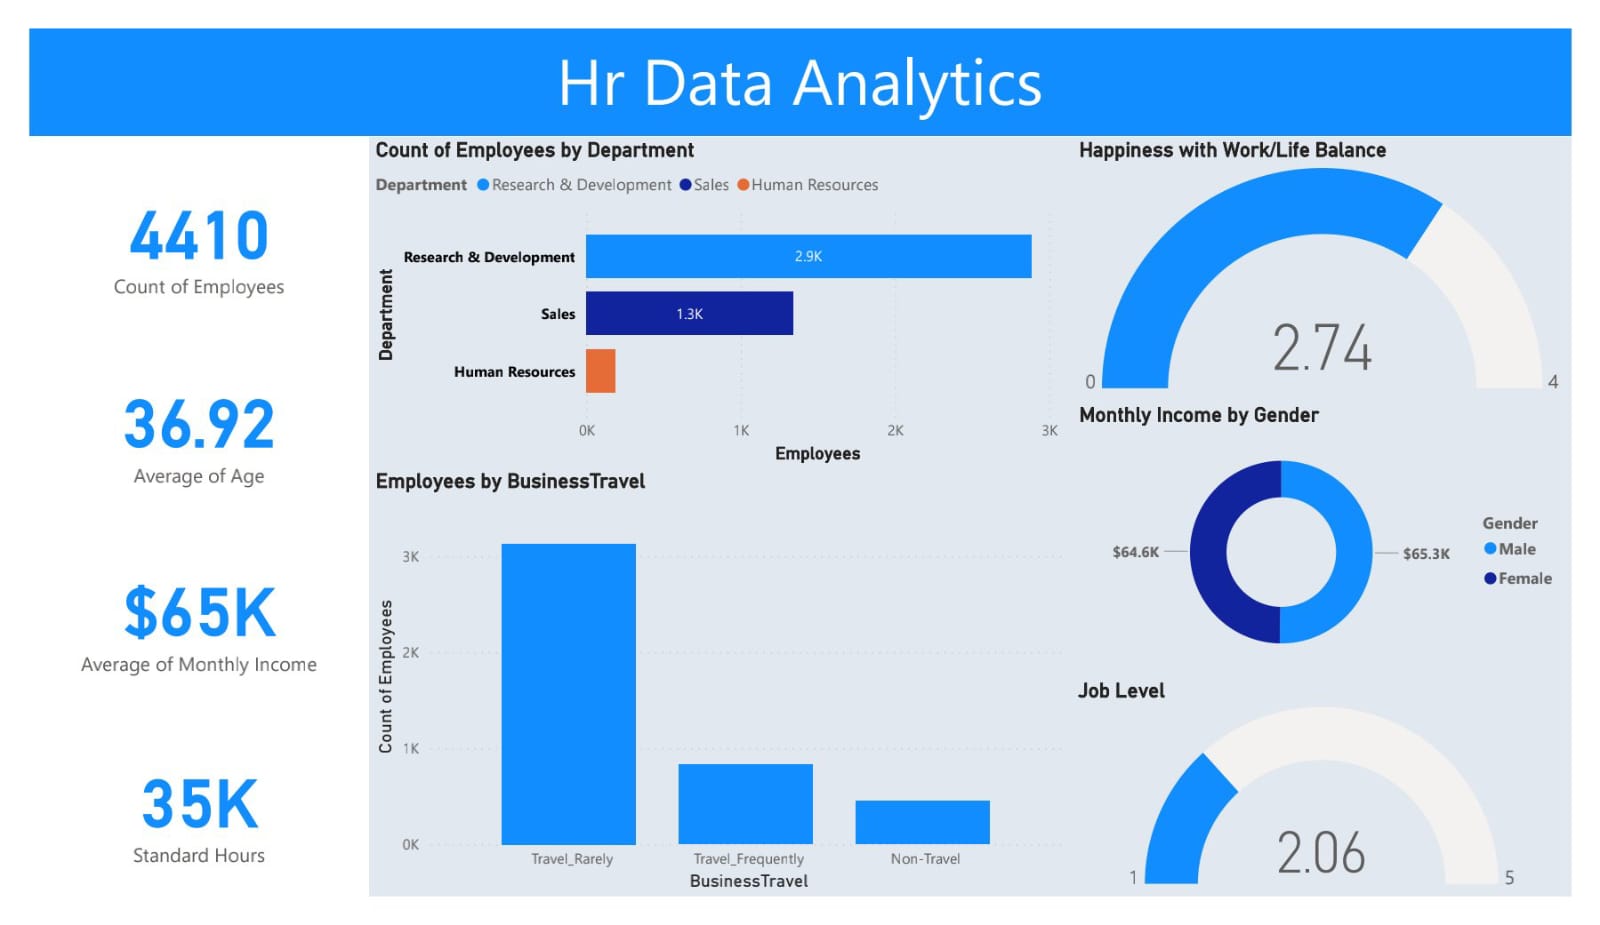 Hr Data Analytics
4410
Count of Employees
36.92
Average of Age
$65K
Average of Monthly Income
35K
Standard Hours
Count of Employees by Department
Department Research & Development Sales Human Resources
Department
Research & Development
2.9K
Sales
1.3K
Human Resources
0K 1K 2K 3K
Employees
Employees by BusinessTravel
Count of Employees
3K
2K
1K
0K
Travel_Rarely Travel_Frequently Non-Travel
BusinessTravel
Happiness with Work/Life Balance
2.74
0 4
Monthly Income by Gender
$64.6K
$65.3K
Gender
Male
Female
Job Level
2.06
1 5